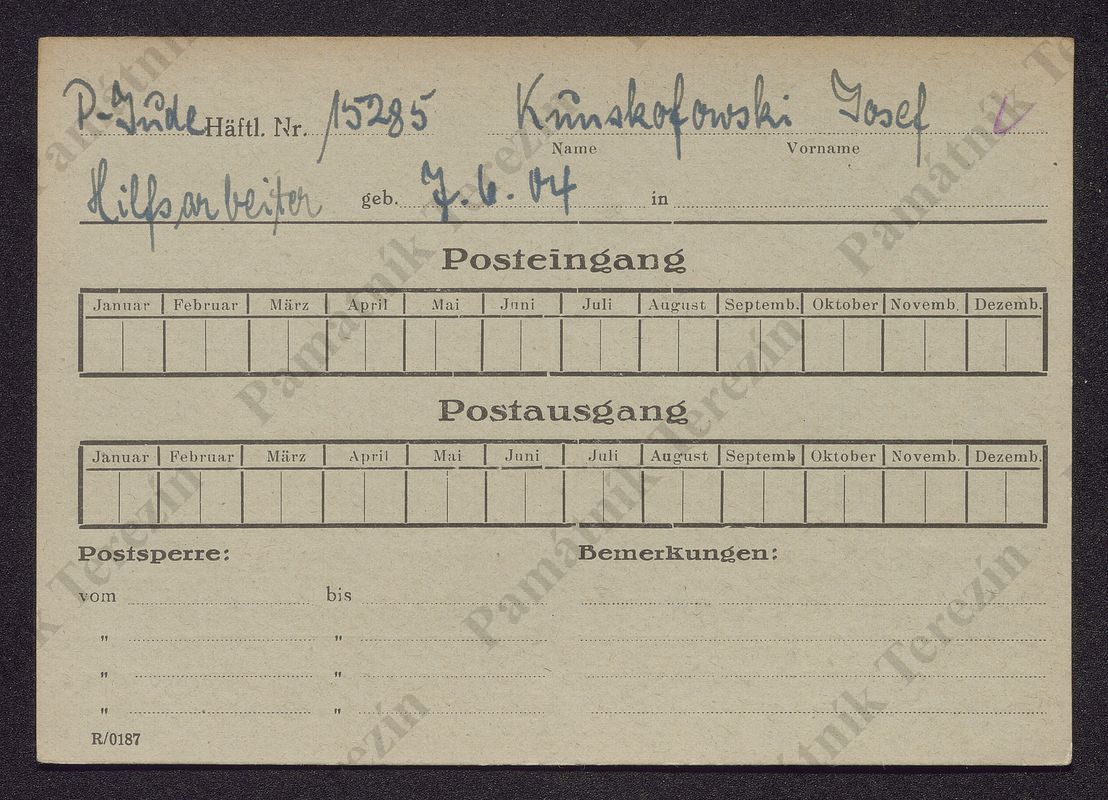 P-Jude Häftl. Nr. 15285 Kunskofowski Josef
Name Vorname
Hilfsarbeiter geb. 7.6.04 in
Posteingang
Januar Februar März April Mai Juni Juli August Septemb. Oktober Novemb. Dezemb.
Postausgang
Januar Februar März April Mai Juni Juli August Septemb Oktober Novemb. Dezemb.
Postsperre: Bemerkungen:
vom bis
" "
" "
" "
R/0187
Památník Terezín